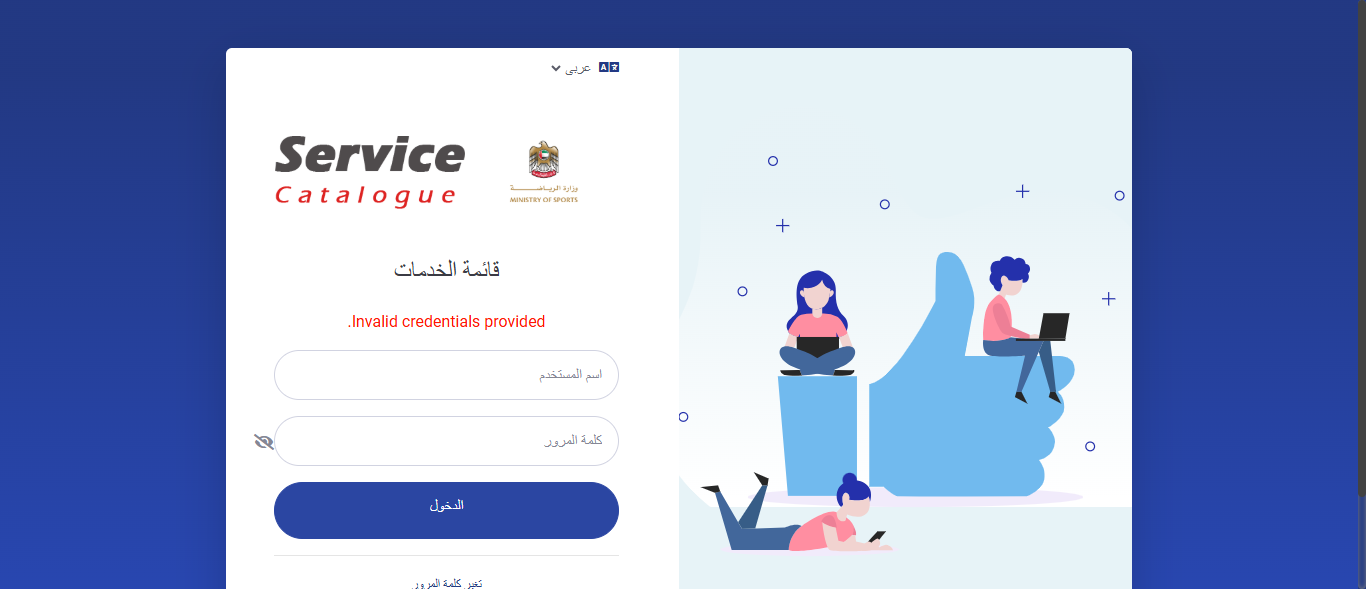 عربى
Service
Catalogue
وزارة الرياضة
MINISTRY OF SPORTS
قائمة الخدمات
Invalid credentials provided.
اسم المستخدم
كلمة المرور
الدخول
تغير كلمة المرور